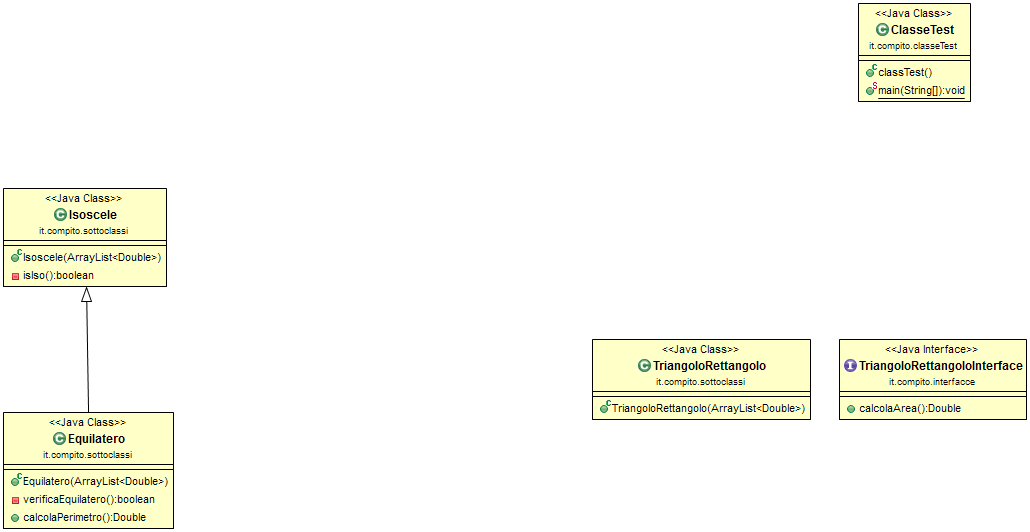 <<Java Class>>
ClasseTest
it.compito.classeTest
classTest()
main(String[]):void
<<Java Class>>
Isoscele
it.compito.sottoclassi
Isoscele(ArrayList<Double>)
isIso():boolean
<<Java Class>>
TriangoloRettangolo
it.compito.sottoclassi
TriangoloRettangolo(ArrayList<Double>)
<<Java Interface>>
TriangoloRettangoloInterface
it.compito.interfacce
calcolaArea():Double
<<Java Class>>
Equilatero
it.compito.sottoclassi
Equilatero(ArrayList<Double>)
verificaEquilatero():boolean
calcolaPerimetro():Double